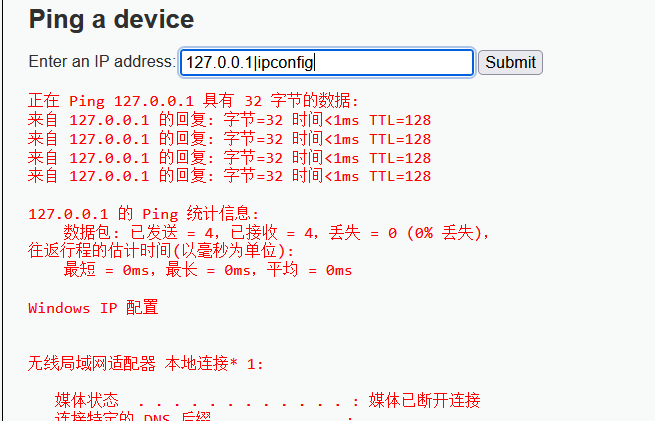 Ping a device
Enter an IP address: 127.0.0.1|ipconfig Submit
正在 Ping 127.0.0.1 具有 32 字节的数据:
来自 127.0.0.1 的回复: 字节=32 时间<1ms TTL=128
来自 127.0.0.1 的回复: 字节=32 时间<1ms TTL=128
来自 127.0.0.1 的回复: 字节=32 时间<1ms TTL=128
来自 127.0.0.1 的回复: 字节=32 时间<1ms TTL=128
127.0.0.1 的 Ping 统计信息:
数据包: 已发送 = 4，已接收 = 4，丢失 = 0 (0% 丢失)，
往返行程的估计时间(以毫秒为单位):
最短 = 0ms，最长 = 0ms，平均 = 0ms
Windows IP 配置
无线局域网适配器 本地连接* 1:
媒体状态 . . . . . . . . . . . . : 媒体已断开连接
连接特定的 DNS 后缀 . . . . . . . :